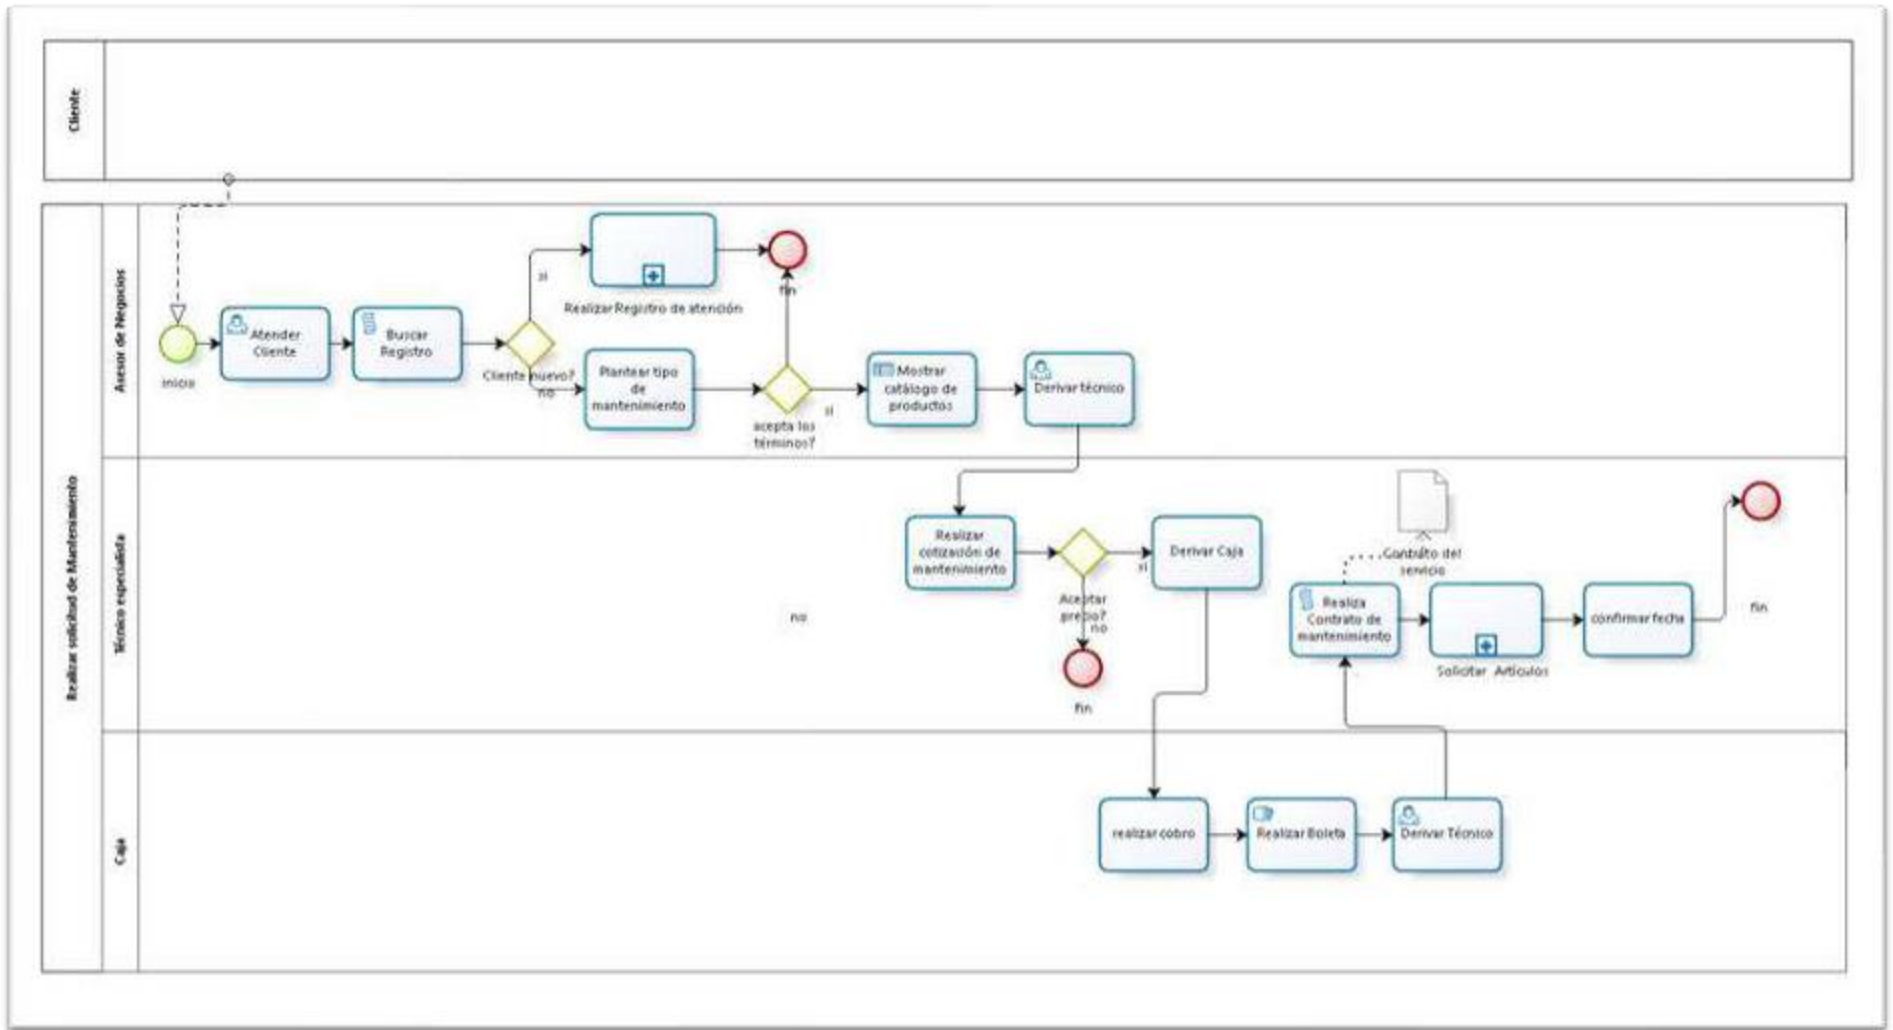 Cliente
Realizar solicitud de Mantenimiento
Asesor de Negocios
inicio
Atender
Cliente
Buscar
Registro
Cliente nuevo?
si
no
Realizar Registro de atención
fin
Plantear tipo
de
mantenimiento
acepta los
términos?
si
Mostrar
catálogo de
productos
Derivar técnico
Técnico especialista
no
Realizar
cotización de
mantenimiento
Aceptar
precio?
si
no
fin
Derivar Caja
Contrato del
servicio
Realiza
Contrato de
mantenimiento
Solicitar Artículos
confirmar fecha
fin
Caja
realizar cobro
Realizar Boleta
Derivar Técnico